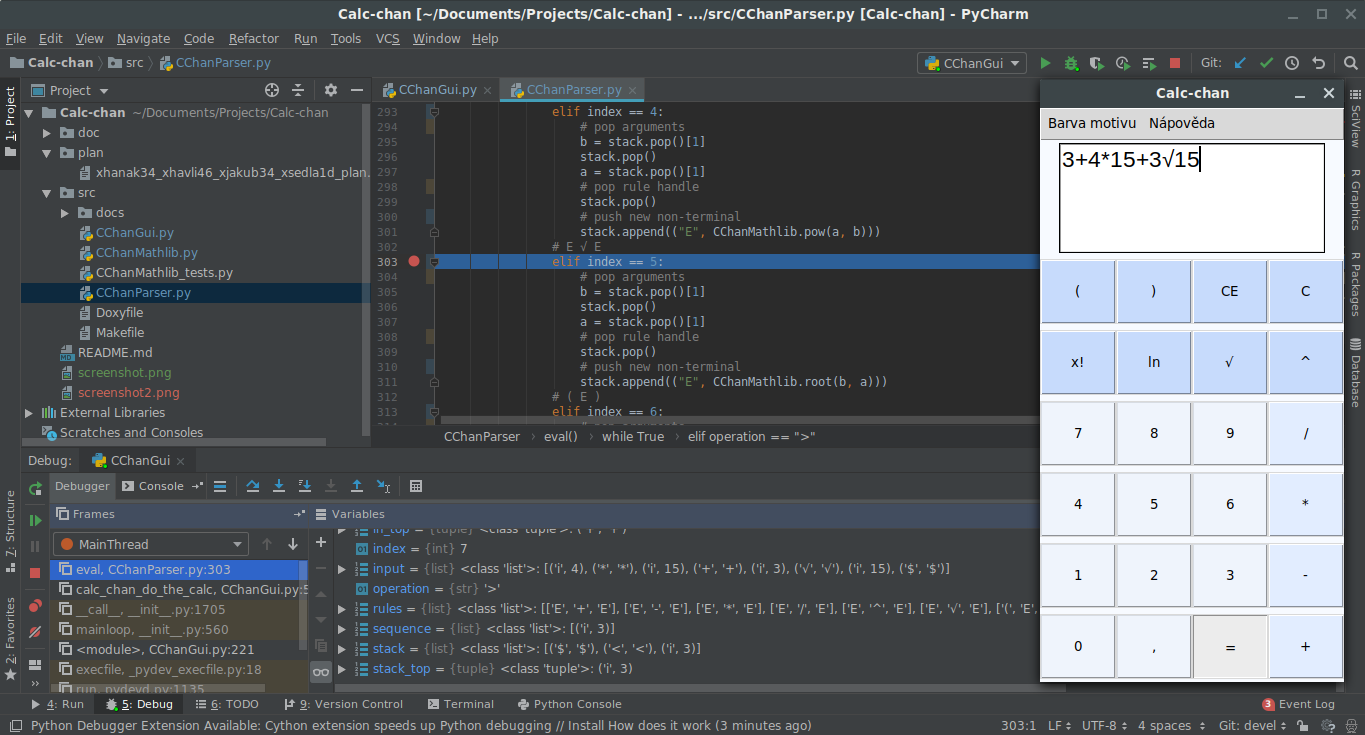 Calc-chan [~/Documents/Projects/Calc-chan] - .../src/CChanParser.py [Calc-chan] - PyCharm
File Edit View Navigate Code Refactor Run Tools VCS Window Help
Calc-chan src CChanParser.py
CChanGui
Git:
1: Project
Project
Calc-chan ~/Documents/Projects/Calc-chan
doc
plan
xhanak34_xhavli46_xjakub34_xsedla1d_plan.
src
docs
CChanGui.py
CChanMathlib.py
CChanMathlib_tests.py
CChanParser.py
Doxyfile
Makefile
README.md
screenshot.png
screenshot2.png
External Libraries
Scratches and Consoles
CChanGui.py CChanParser.py
293 elif index == 4:
294 # pop arguments
295 b = stack.pop()[1]
296 stack.pop()
297 a = stack.pop()[1]
298 # pop rule handle
299 stack.pop()
300 # push new non-terminal
301 stack.append(("E", CChanMathlib.pow(a, b)))
302 # E √ E
303 elif index == 5:
304 # pop arguments
305 b = stack.pop()[1]
306 stack.pop()
307 a = stack.pop()[1]
308 # pop rule handle
309 stack.pop()
310 # push new non-terminal
311 stack.append(("E", CChanMathlib.root(b, a)))
312 # ( E )
313 elif index == 6:
CChanParser eval() while True elif operation == ">"
Calc-chan
Barva motivu Nápověda
3+4*15+3√15
( ) CE C
x! ln √ ^
7 8 9 /
4 5 6 *
1 2 3 -
0 , = +
SciView
R Graphics
R Packages
Database
Debug: CChanGui
Debugger Console
Frames
MainThread
eval, CChanParser.py:303
calc_chan_do_the_calc, CChanGui.py:5
__call__, __init__.py:1705
mainloop, __init__.py:560
<module>, CChanGui.py:221
execfile, _pydev_execfile.py:18
run, pydevd.py:1135
Variables
in_top = {tuple} <class 'tuple'>: ('+', '+')
index = {int} 7
input = {list} <class 'list'>: [('i', 4), ('*', '*'), ('i', 15), ('+', '+'), ('i', 3), ('√', '√'), ('i', 15), ('$', '$')]
operation = {str} '>'
rules = {list} <class 'list'>: [['E', '+', 'E'], ['E', '-', 'E'], ['E', '*', 'E'], ['E', '/', 'E'], ['E', '^', 'E'], ['E', '√', 'E'], ['(', 'E',
sequence = {list} <class 'list'>: [('i', 3)]
stack = {list} <class 'list'>: [('$', '$'), ('<', '<'), ('i', 3)]
stack_top = {tuple} <class 'tuple'>: ('i', 3)
7: Structure
2: Favorites
4: Run 5: Debug 6: TODO 9: Version Control Terminal Python Console 3 Event Log
Python Debugger Extension Available: Cython extension speeds up Python debugging // Install How does it work (3 minutes ago) 303:1 LF UTF-8 4 spaces Git: devel